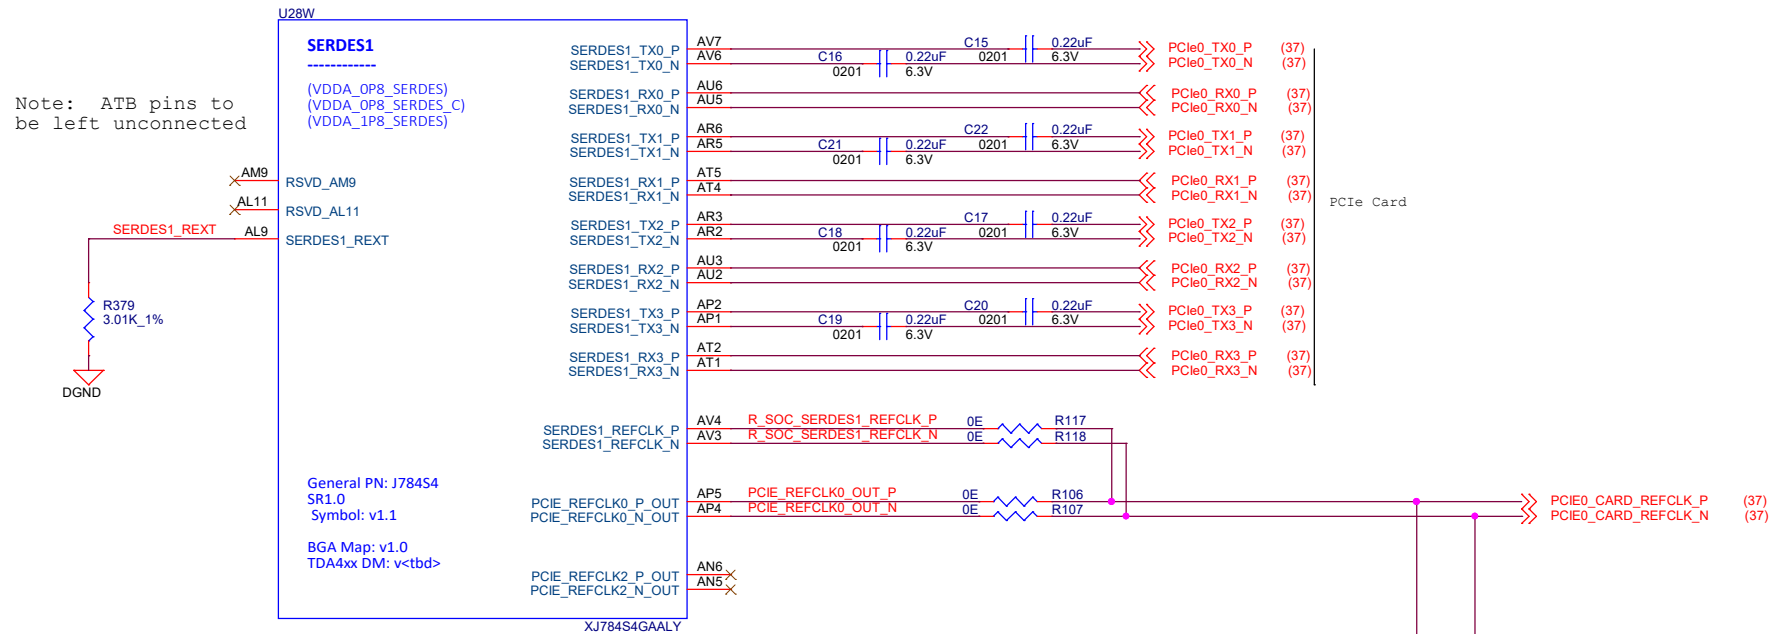 U28W
SERDES1
------------
(VDDA_0P8_SERDES)
(VDDA_0P8_SERDES_C)
(VDDA_1P8_SERDES)
Note: ATB pins to
be left unconnected
AM9 RSVD_AM9
AL11 RSVD_AL11
SERDES1_REXT AL9 SERDES1_REXT
R379
3.01K_1%
DGND
General PN: J784S4
SR1.0
Symbol: v1.1
BGA Map: v1.0
TDA4xx DM: v<tbd>
XJ784S4GAALY
SERDES1_TX0_P AV7 C15 0.22uF PCIe0_TX0_P (37)
0201 6.3V
SERDES1_TX0_N AV6 C16 0.22uF PCIe0_TX0_N (37)
0201 6.3V
SERDES1_RX0_P AU6 PCIe0_RX0_P (37)
SERDES1_RX0_N AU5 PCIe0_RX0_N (37)
SERDES1_TX1_P AR6 C22 0.22uF PCIe0_TX1_P (37)
0201 6.3V
SERDES1_TX1_N AR5 C21 0.22uF PCIe0_TX1_N (37)
0201 6.3V
SERDES1_RX1_P AT5 PCIe0_RX1_P (37)
SERDES1_RX1_N AT4 PCIe0_RX1_N (37)
SERDES1_TX2_P AR3 C17 0.22uF PCIe0_TX2_P (37)
0201 6.3V
SERDES1_TX2_N AR2 C18 0.22uF PCIe0_TX2_N (37)
0201 6.3V
SERDES1_RX2_P AU3 PCIe0_RX2_P (37)
SERDES1_RX2_N AU2 PCIe0_RX2_N (37)
SERDES1_TX3_P AP2 C20 0.22uF PCIe0_TX3_P (37)
0201 6.3V
SERDES1_TX3_N AP1 C19 0.22uF PCIe0_TX3_N (37)
0201 6.3V
SERDES1_RX3_P AT2 PCIe0_RX3_P (37)
SERDES1_RX3_N AT1 PCIe0_RX3_N (37)
PCIe Card
SERDES1_REFCLK_P AV4 R_SOC_SERDES1_REFCLK_P 0E R117
SERDES1_REFCLK_N AV3 R_SOC_SERDES1_REFCLK_N 0E R118
PCIE_REFCLK0_P_OUT AP5 PCIE_REFCLK0_OUT_P 0E R106 PCIE0_CARD_REFCLK_P (37)
PCIE_REFCLK0_N_OUT AP4 PCIE_REFCLK0_OUT_N 0E R107 PCIE0_CARD_REFCLK_N (37)
PCIE_REFCLK2_P_OUT AN6
PCIE_REFCLK2_N_OUT AN5